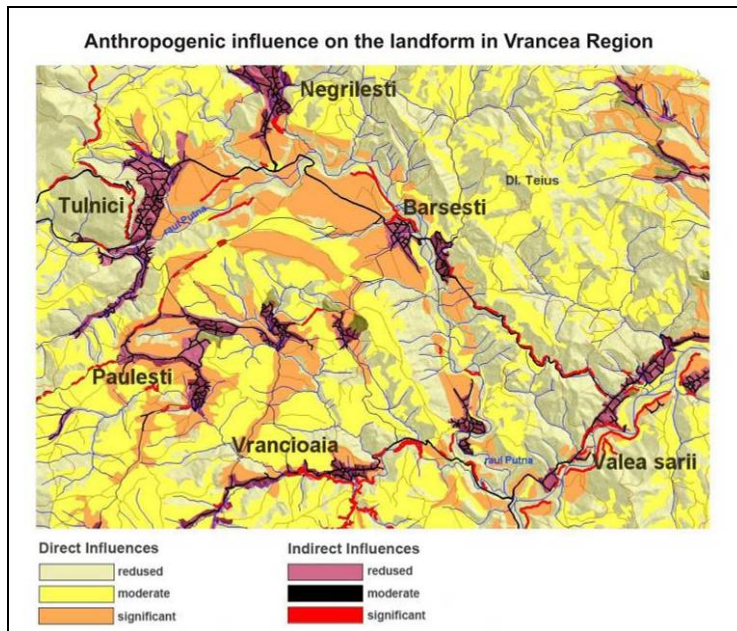 Anthropogenic influence on the landform in Vrancea Region
Negrilesti
Dl. Teius
Tulnici
raul Putna
Barsesti
Paulești
Vrancioaia
raul Putna
Valea sarii
Direct Influences
redused
moderate
significant
Indirect Influences
redused
moderate
significant